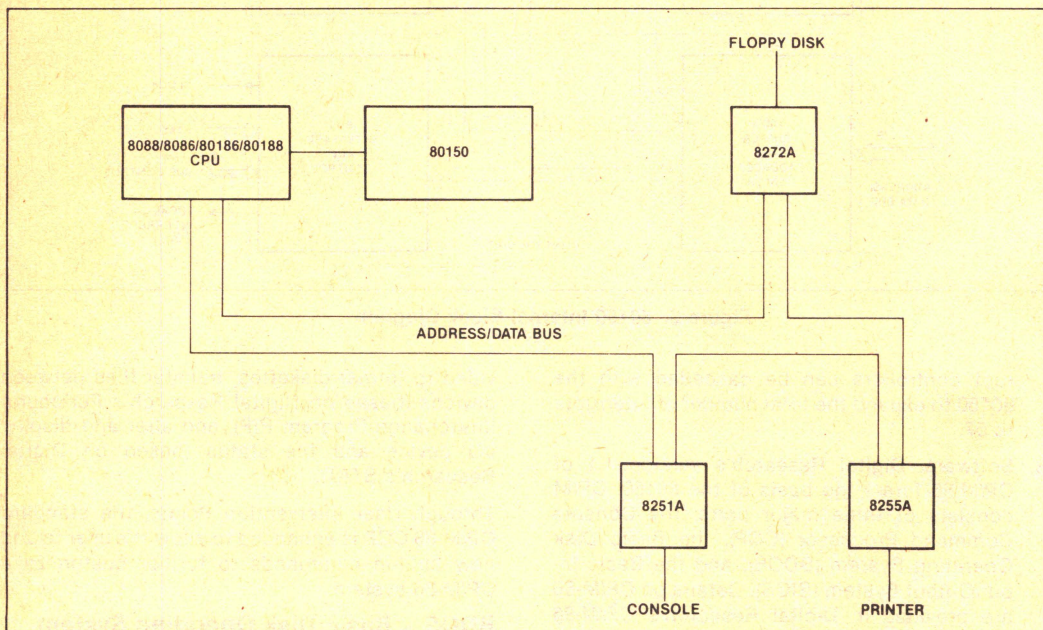 FLOPPY DISK
8088/8086/80186/80188
CPU
80150
8272A
ADDRESS/DATA BUS
8251A
8255A
CONSOLE
PRINTER